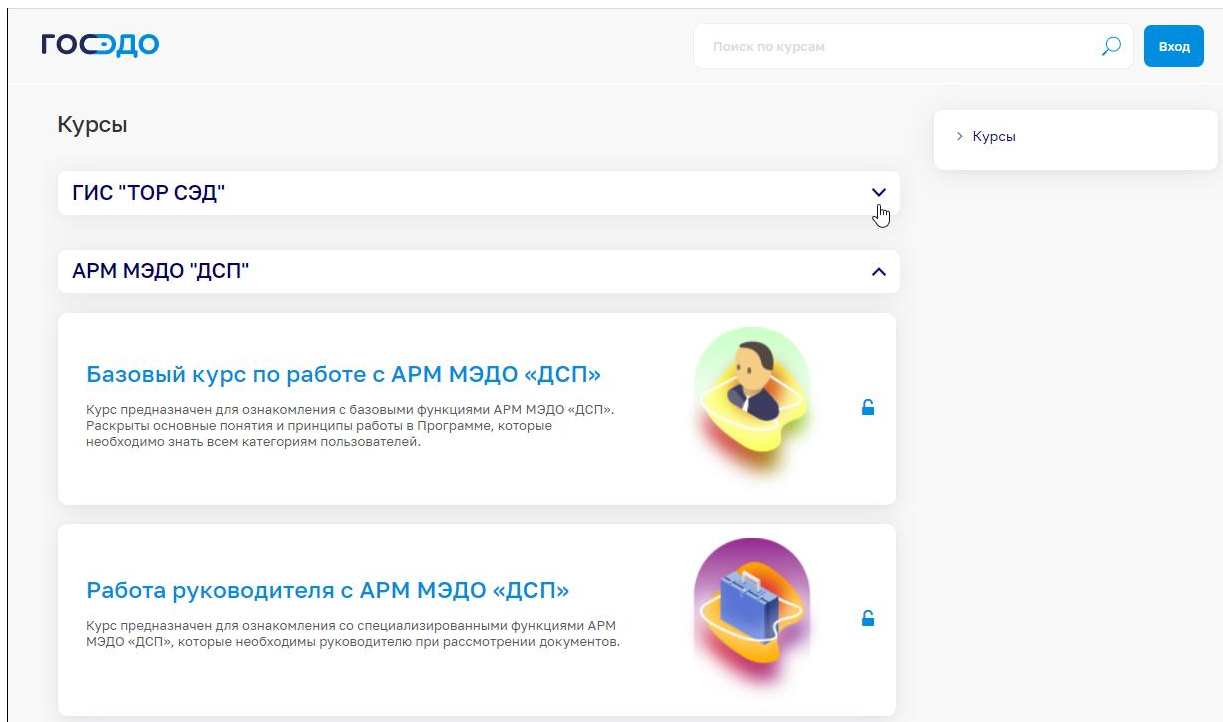 ГОСЭДО
Поиск по курсам
Вход
Курсы
Курсы
ГИС "ТОР СЭД"
АРМ МЭДО "ДСП"
Базовый курс по работе с АРМ МЭДО «ДСП»
Курс предназначен для ознакомления с базовыми функциями АРМ МЭДО «ДСП».
Раскрыты основные понятия и принципы работы в Программе, которые
необходимо знать всем категориям пользователей.
Работа руководителя с АРМ МЭДО «ДСП»
Курс предназначен для ознакомления со специализированными функциями АРМ
МЭДО «ДСП», которые необходимы руководителю при рассмотрении документов.